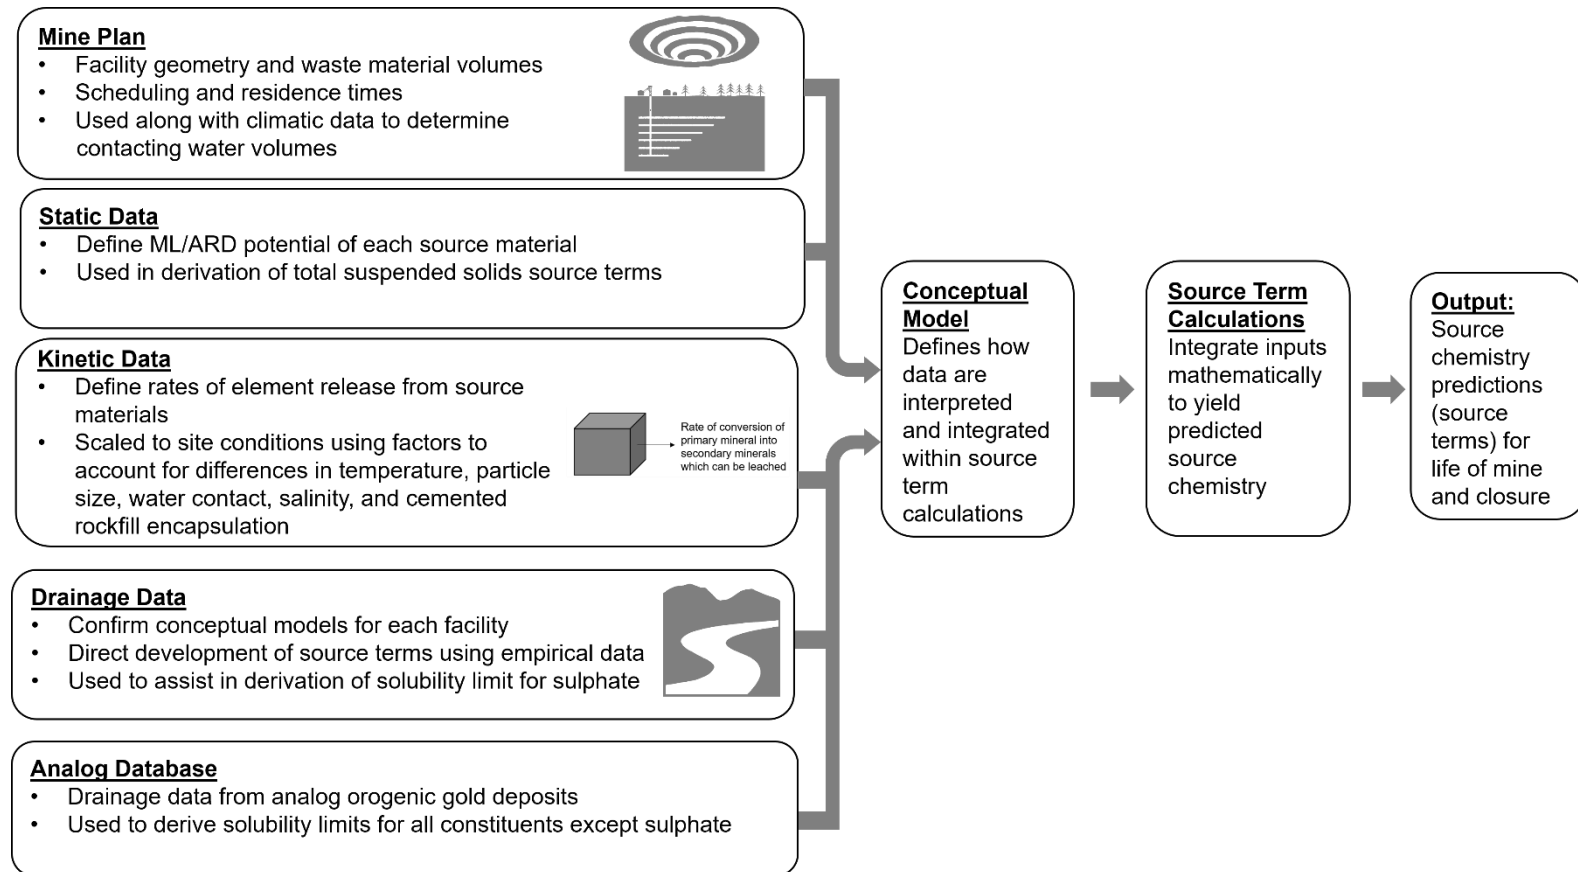 Mine Plan
• Facility geometry and waste material volumes
• Scheduling and residence times
• Used along with climatic data to determine
contacting water volumes
Static Data
• Define ML/ARD potential of each source material
• Used in derivation of total suspended solids source terms
Kinetic Data
• Define rates of element release from source
materials
• Scaled to site conditions using factors to
account for differences in temperature, particle
size, water contact, salinity, and cemented
rockfill encapsulation
Rate of conversion of
primary mineral into
secondary minerals
which can be leached
Drainage Data
• Confirm conceptual models for each facility
• Direct development of source terms using empirical data
• Used to assist in derivation of solubility limit for sulphate
Analog Database
• Drainage data from analog orogenic gold deposits
• Used to derive solubility limits for all constituents except sulphate
Conceptual
Model
Defines how
data are
interpreted
and integrated
within source
term
calculations
Source Term
Calculations
Integrate inputs
mathematically
to yield
predicted
source
chemistry
Output:
Source
chemistry
predictions
(source
terms) for
life of mine
and closure